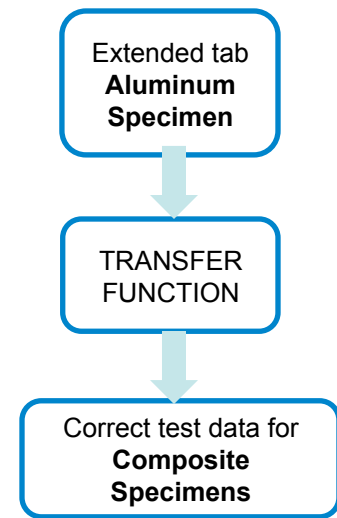 Extended tab
Aluminum
Specimen
TRANSFER
FUNCTION
Correct test data for
Composite
Specimens